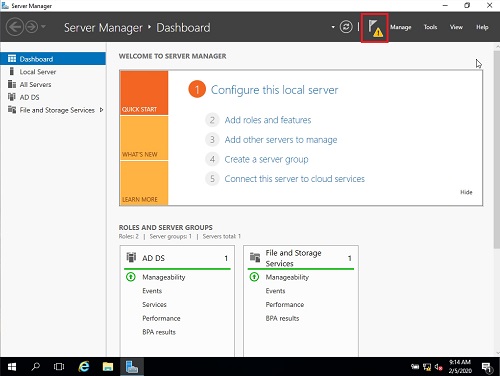 Server Manager
Server Manager ▸ Dashboard
Manage Tools View Help
Dashboard
Local Server
All Servers
AD DS
File and Storage Services
WELCOME TO SERVER MANAGER
QUICK START
WHAT'S NEW
LEARN MORE
1 Configure this local server
2 Add roles and features
3 Add other servers to manage
4 Create a server group
5 Connect this server to cloud services
Hide
ROLES AND SERVER GROUPS
Roles: 2 | Server groups: 1 | Servers total: 1
AD DS 1
Manageability
Events
Services
Performance
BPA results
File and Storage Services 1
Manageability
Events
Performance
BPA results
9:14 AM
2/5/2020